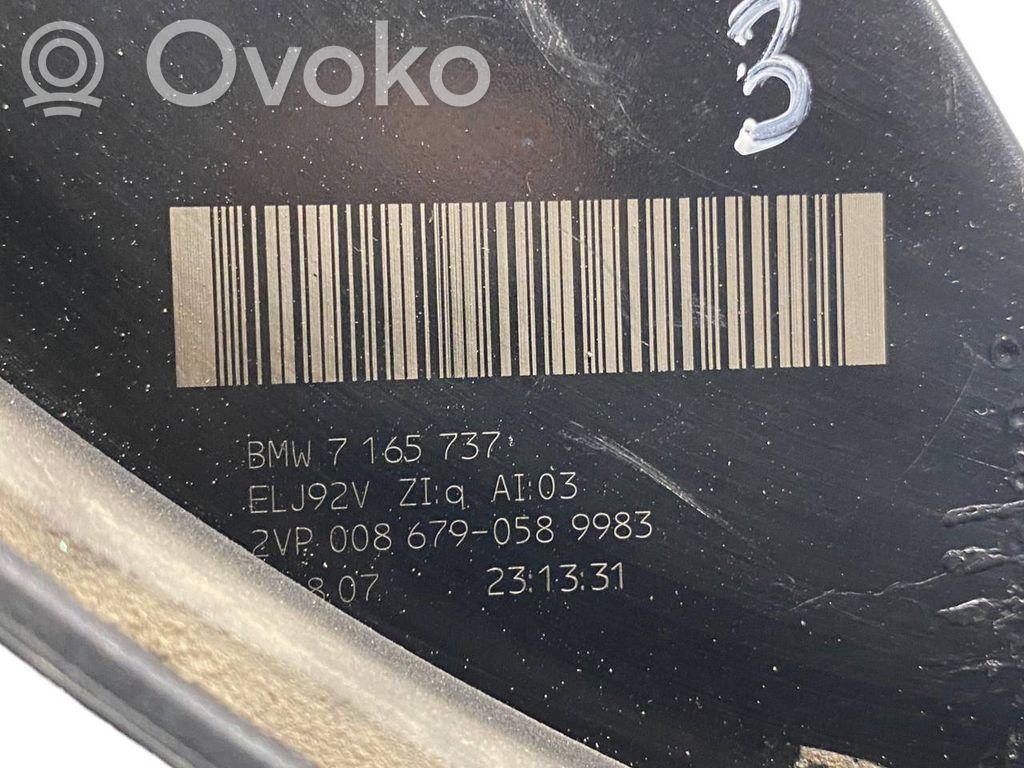 Ovoko
3
BMW 7 165 737
ELJ92V ZI:q AI:03
2VP 008 679-058 9983
8.07 23:13:31